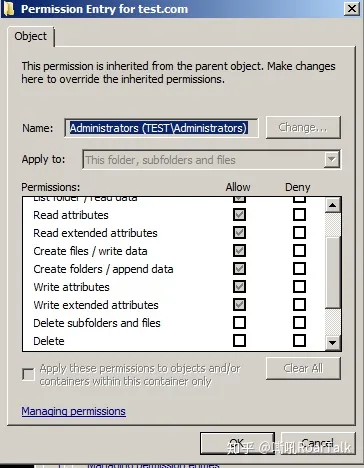 Permission Entry for test.com
Object
This permission is inherited from the parent object. Make changes
here to override the inherited permissions.
Name:
Administrators (TEST\Administrators)
Change...
Apply to:
This folder, subfolders and files
Permissions:
Allow
Deny
List folder / read data
Read attributes
Read extended attributes
Create files / write data
Create folders / append data
Write attributes
Write extended attributes
Delete subfolders and files
Delete
Apply these permissions to objects and/or
containers within this container only
Clear All
Managing permissions
OK
Cancel
Managing permission entries